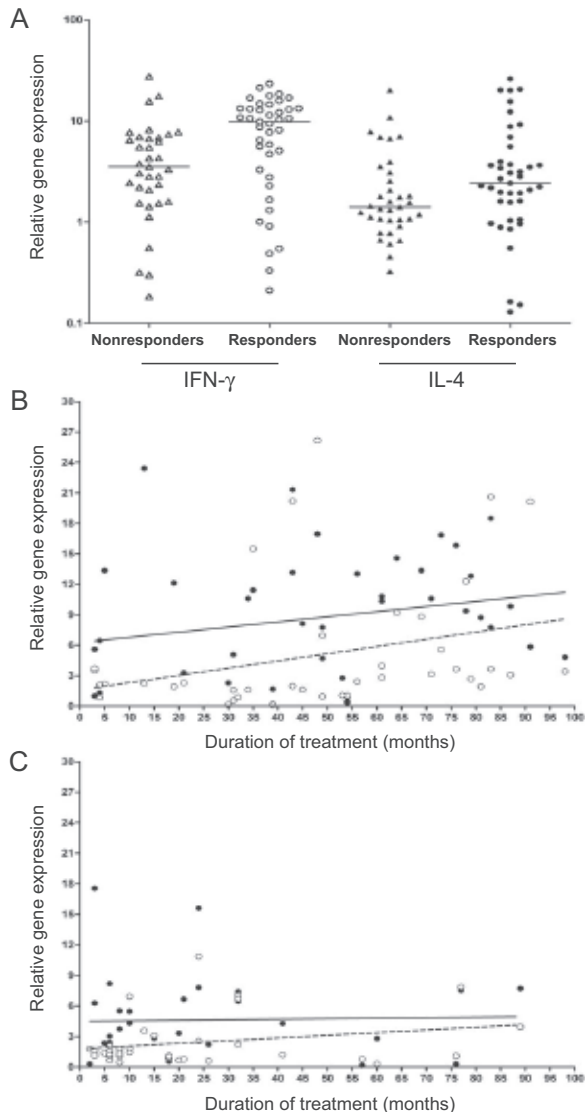 A
Relative gene expression
100
10
1
0.1
Nonresponders Responders Nonresponders Responders
IFN-γ IL-4
B
Relative gene expression
30
27
24
21
18
15
12
9
6
3
0
0 5 10 15 20 25 30 35 40 45 50 55 60 65 70 75 80 85 90 95 100
Duration of treatment (months)
C
Relative gene expression
30
27
24
21
18
15
12
9
6
3
0
0 5 10 15 20 25 30 35 40 45 50 55 60 65 70 75 80 85 90 95 100
Duration of treatment (months)